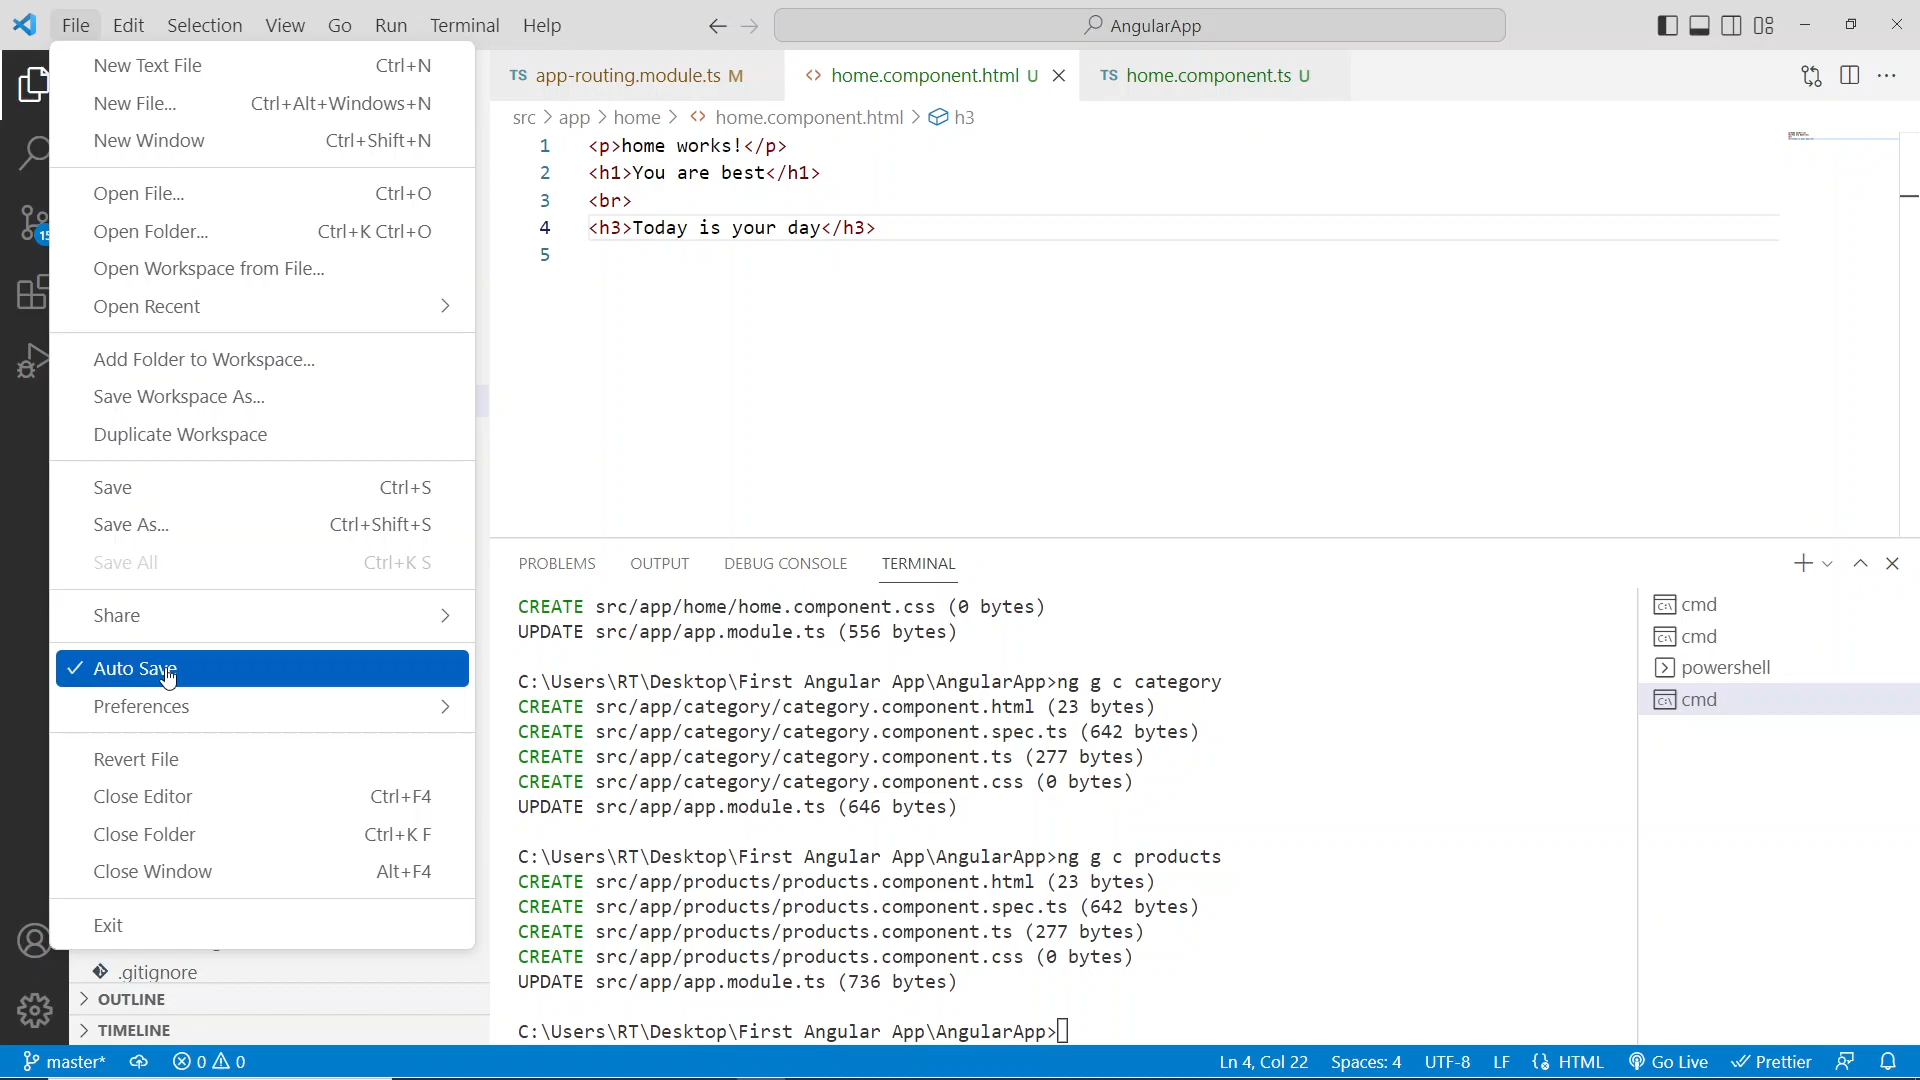 File Edit Selection View Go Run Terminal Help
AngularApp
New Text File Ctrl+N
New File... Ctrl+Alt+Windows+N
New Window Ctrl+Shift+N
Open File... Ctrl+O
Open Folder... Ctrl+K Ctrl+O
Open Workspace from File...
Open Recent
Add Folder to Workspace...
Save Workspace As...
Duplicate Workspace
Save Ctrl+S
Save As... Ctrl+Shift+S
Save All Ctrl+K S
Share
Auto Save
Preferences
Revert File
Close Editor Ctrl+F4
Close Folder Ctrl+K F
Close Window Alt+F4
Exit
15
.gitignore
OUTLINE
TIMELINE
TS app-routing.module.ts M
<> home.component.html U
TS home.component.ts U
src > app > home > <> home.component.html > h3
1 <p>home works!</p>
2 <h1>You are best</h1>
3 <br>
4 <h3>Today is your day</h3>
5
PROBLEMS OUTPUT DEBUG CONSOLE TERMINAL
CREATE src/app/home/home.component.css (0 bytes)
UPDATE src/app/app.module.ts (556 bytes)
C:\Users\RT\Desktop\First Angular App\AngularApp>ng g c category
CREATE src/app/category/category.component.html (23 bytes)
CREATE src/app/category/category.component.spec.ts (642 bytes)
CREATE src/app/category/category.component.ts (277 bytes)
CREATE src/app/category/category.component.css (0 bytes)
UPDATE src/app/app.module.ts (646 bytes)
C:\Users\RT\Desktop\First Angular App\AngularApp>ng g c products
CREATE src/app/products/products.component.html (23 bytes)
CREATE src/app/products/products.component.spec.ts (642 bytes)
CREATE src/app/products/products.component.ts (277 bytes)
CREATE src/app/products/products.component.css (0 bytes)
UPDATE src/app/app.module.ts (736 bytes)
C:\Users\RT\Desktop\First Angular App\AngularApp>
cmd
cmd
powershell
cmd
master* 0 0
Ln 4, Col 22 Spaces: 4 UTF-8 LF HTML Go Live Prettier